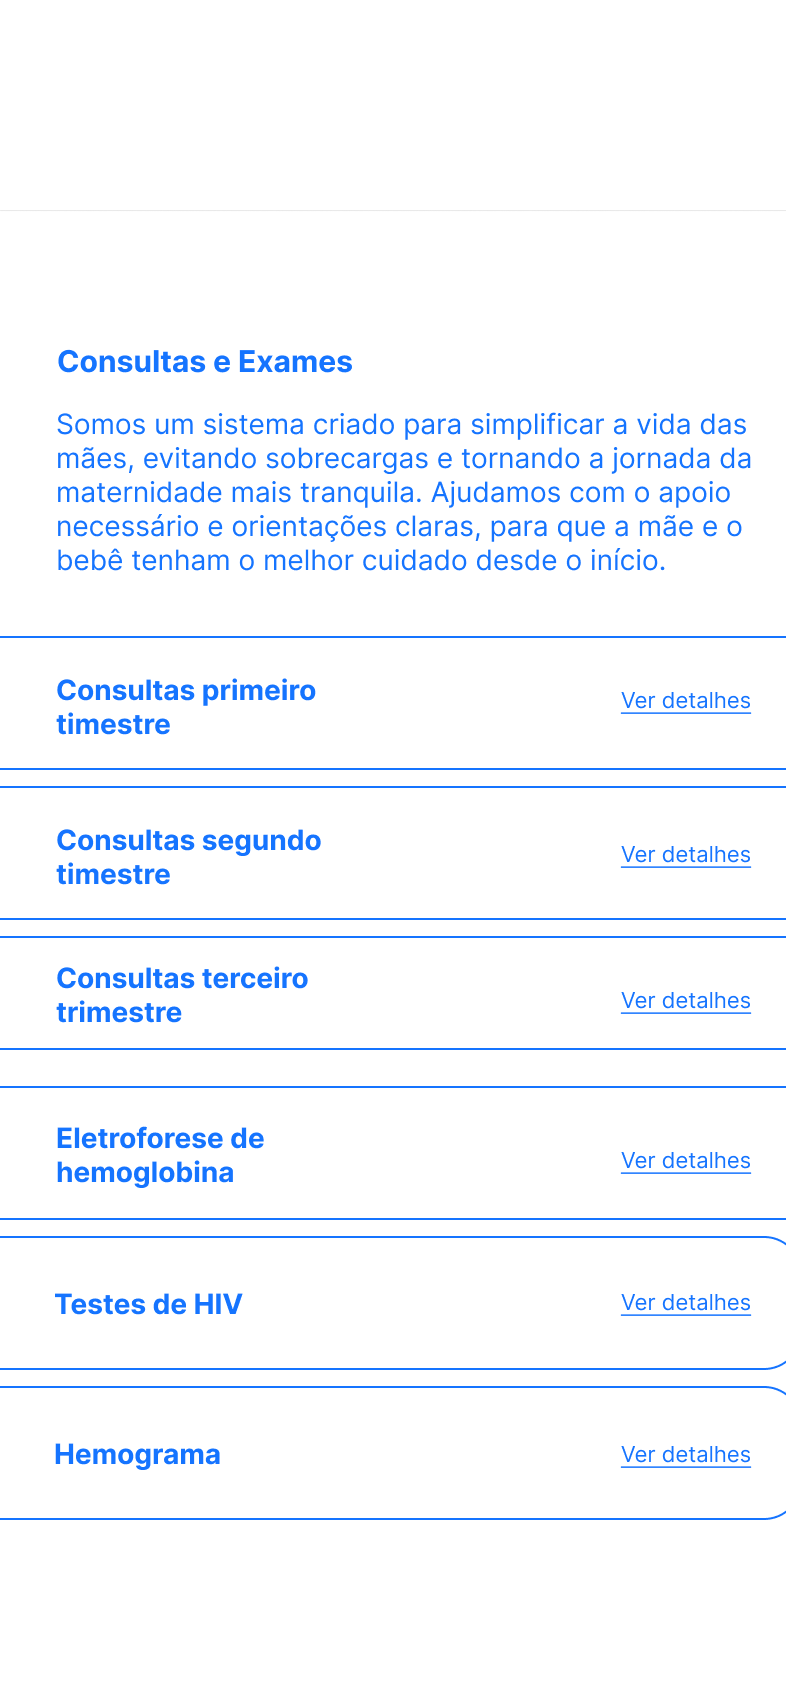 Consultas e Exames
Somos um sistema criado para simplificar a vida das
mães, evitando sobrecargas e tornando a jornada da
maternidade mais tranquila. Ajudamos com o apoio
necessário e orientações claras, para que a mãe e o
bebê tenham o melhor cuidado desde o início.
Consultas primeiro
timestre
Ver detalhes
Consultas segundo
timestre
Ver detalhes
Consultas terceiro
trimestre
Ver detalhes
Eletroforese de
hemoglobina
Ver detalhes
Testes de HIV
Ver detalhes
Hemograma
Ver detalhes